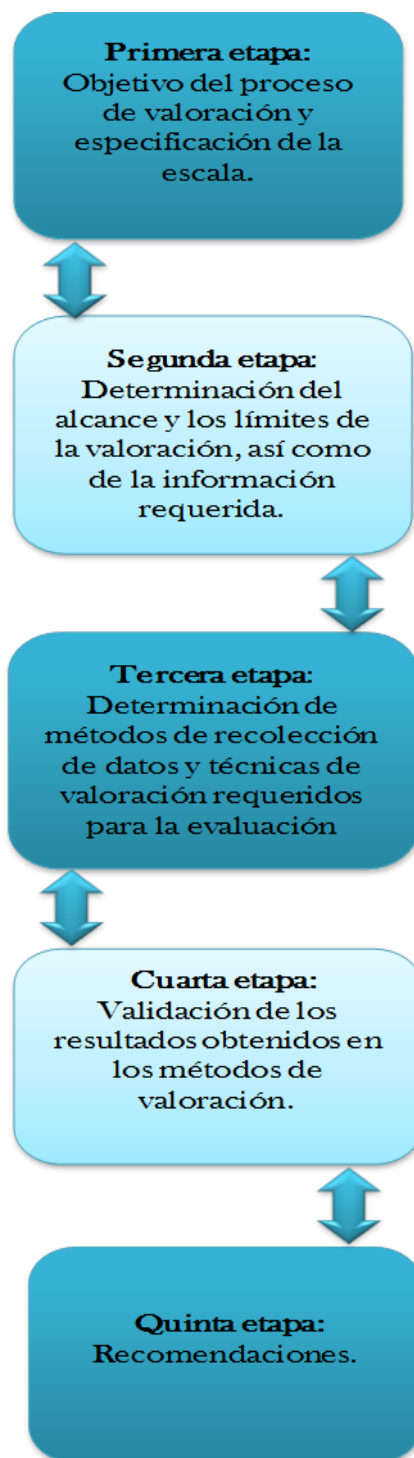 Primera etapa:
Objetivo del proceso
de valoración y
especificación de la
escala.
Segunda etapa:
Determinación del
alcance y los límites de
la valoración, así como
de la información
requerida.
Tercera etapa:
Determinación de
métodos de recolección
de datos y técnicas de
valoración requeridos
para la evaluación
Cuarta etapa:
Validación de los
resultados obtenidos en
los métodos de
valoración.
Quinta etapa:
Recomendaciones.